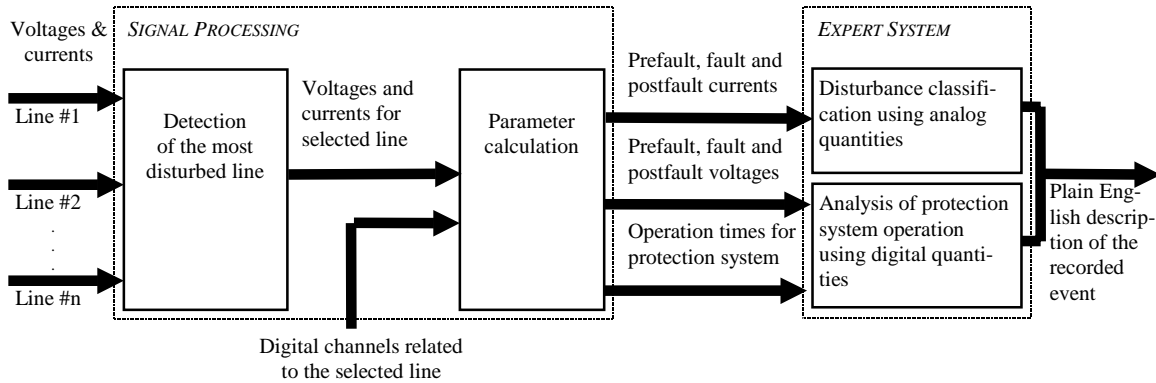 Voltages &
currents
Line #1
Line #2
.
.
.
Line #n
SIGNAL PROCESSING
Detection
of the most
disturbed line
Voltages and
currents for
selected line
Parameter
calculation
Digital channels related
to the selected line
Prefault, fault and
postfault currents
Prefault, fault and
postfault voltages
Operation times for
protection system
EXPERT SYSTEM
Disturbance classifi-
cation using analog
quantities
Analysis of protection
system operation
using digital quanti-
ties
Plain Eng-
lish descrip-
tion of the
recorded
event